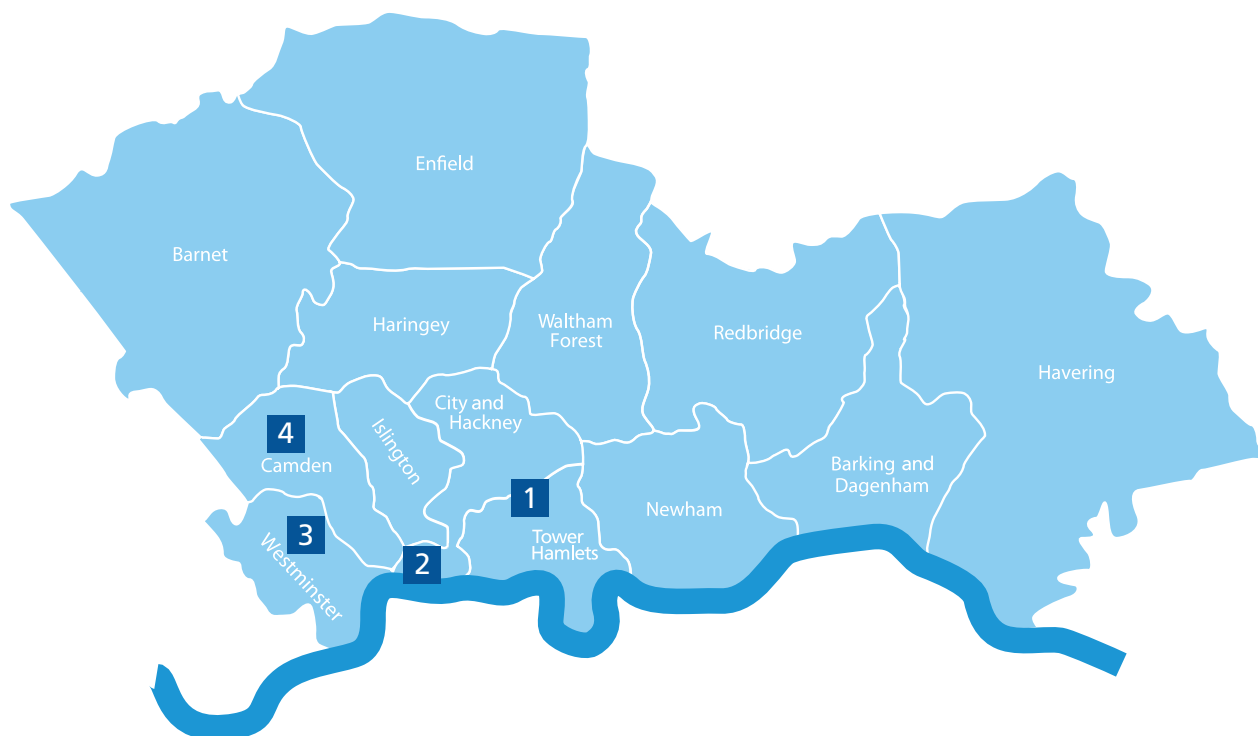 Enfield
Barnet
Haringey
Waltham
Forest
Redbridge
Havering
City and
Hackney
Islington
4
Camden
Barking and
Dagenham
1
Newham
3
Westminster
Tower
Hamlets
2